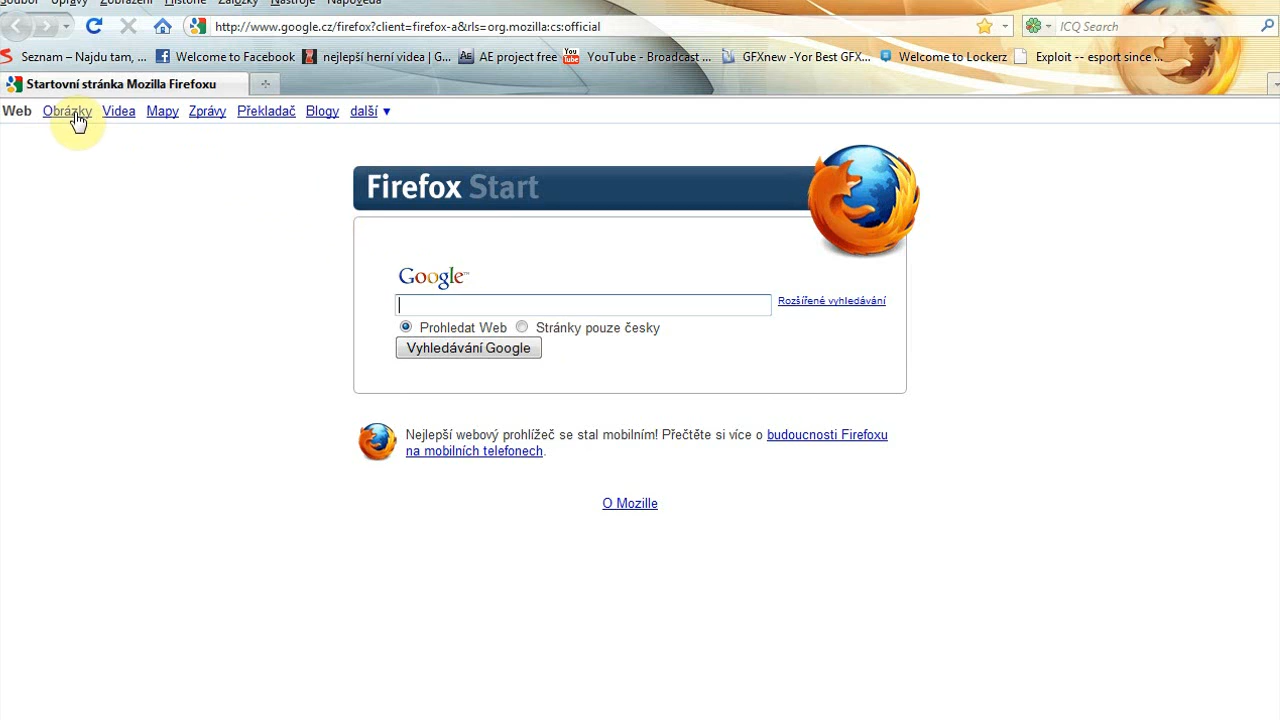 Soubor Úpravy Zobrazení Historie Záložky Nástroje Nápověda
http://www.google.cz/firefox?client=firefox-a&rls=org.mozilla:cs:official ICQ Search
Seznam – Najdu tam, ... Welcome to Facebook nejlepší herní videa | G... AE project free YouTube - Broadcast ... GFXnew -Yor Best GFX... Welcome to Lockerz Exploit -- esport since ...
Startovní stránka Mozilla Firefoxu
Web Obrázky Videa Mapy Zprávy Překladač Blogy další ▼
Firefox Start
Google™
Rozšířené vyhledávání
Prohledat Web Stránky pouze česky
Vyhledávání Google
Nejlepší webový prohlížeč se stal mobilním! Přečtěte si více o budoucnosti Firefoxu
na mobilních telefonech.
O Mozille